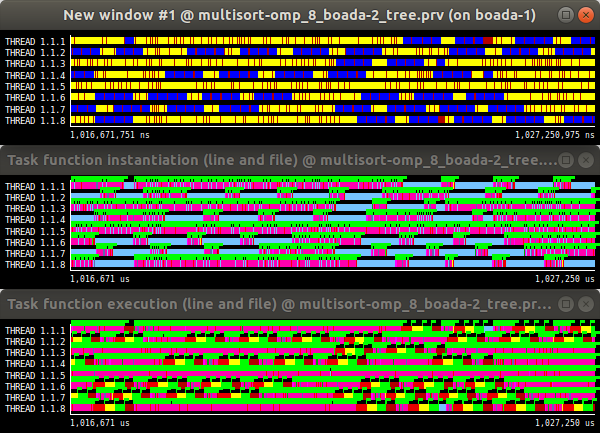 New window #1 @ multisort-omp_8_boada-2_tree.prv (on boada-1)
THREAD 1.1.1
THREAD 1.1.2
THREAD 1.1.3
THREAD 1.1.4
THREAD 1.1.5
THREAD 1.1.6
THREAD 1.1.7
THREAD 1.1.8
1,016,671,751 ns 1,027,250,975 ns
Task function instantiation (line and file) @ multisort-omp_8_boada-2_tree....
THREAD 1.1.1
THREAD 1.1.2
THREAD 1.1.3
THREAD 1.1.4
THREAD 1.1.5
THREAD 1.1.6
THREAD 1.1.7
THREAD 1.1.8
1,016,671 us 1,027,250 us
Task function execution (line and file) @ multisort-omp_8_boada-2_tree.pr...
THREAD 1.1.1
THREAD 1.1.2
THREAD 1.1.3
THREAD 1.1.4
THREAD 1.1.5
THREAD 1.1.6
THREAD 1.1.7
THREAD 1.1.8
1,016,671 us 1,027,250 us